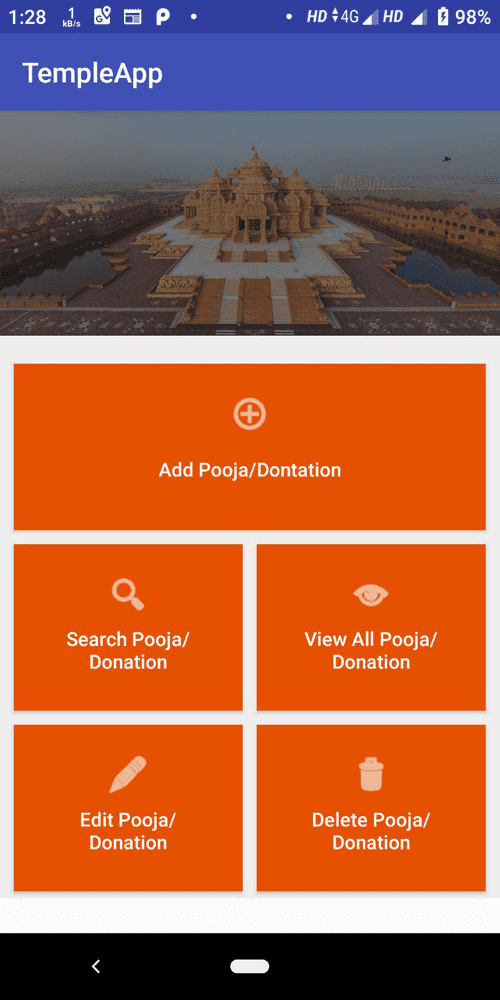 1:28 1 kB/s HD 4G HD 98%
TempleApp
Add Pooja/Dontation
Search Pooja/
Donation
View All Pooja/
Donation
Edit Pooja/
Donation
Delete Pooja/
Donation